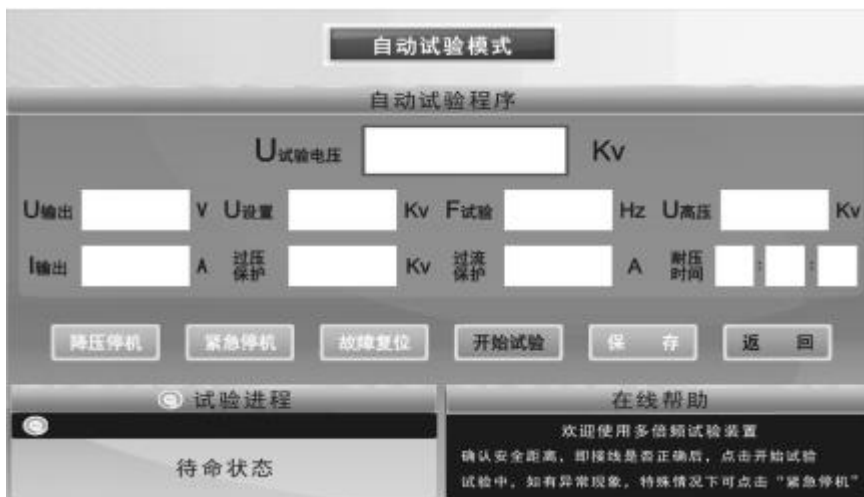 自动试验模式
自动试验程序
U试验电压 Kv
U输出 V U设置 Kv F试验 Hz U高压 Kv
I输出 A 过压保护 Kv 过流保护 A 耐压时间 : :
降压停机 紧急停机 故障复位 开始试验 保 存 返 回
试验进程 在线帮助
欢迎使用多倍频试验装置
待命状态
确认安全距离，即接线是否正确后，点击开始试验
试验中，如有异常现象，特殊情况下可点击“紧急停机”